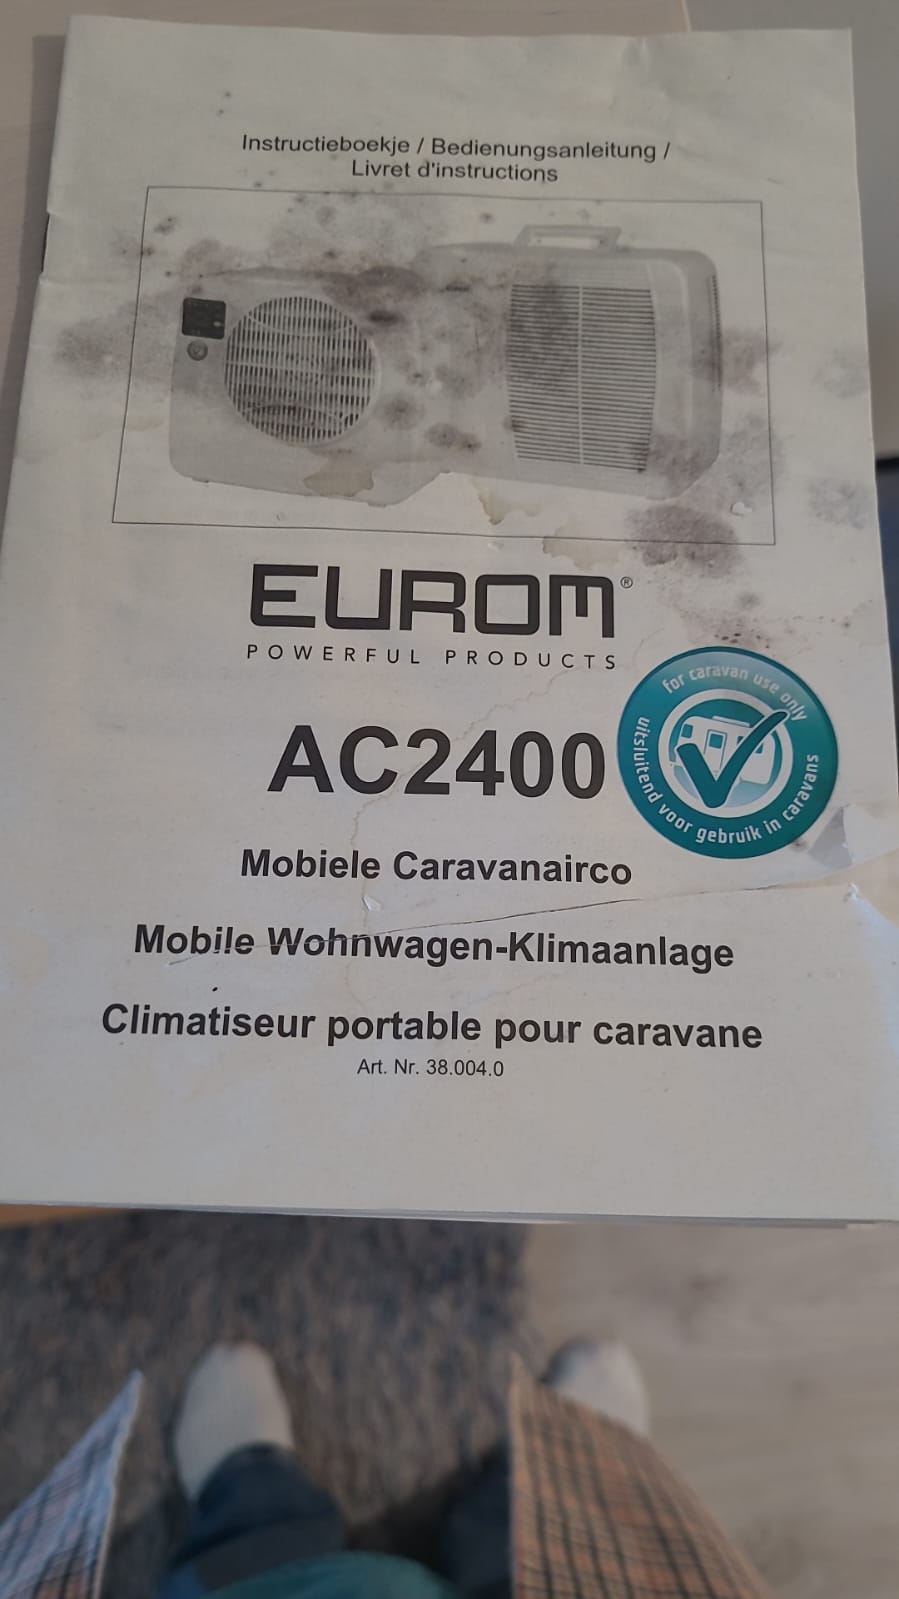 Instructieboekje / Bedienungsanleitung /
Livret d'instructions
EUROM®
POWERFUL PRODUCTS
for caravan use only
uitsluitend voor gebruik in caravans
AC2400
Mobiele Caravanairco
Mobile Wohnwagen-Klimaanlage
Climatiseur portable pour caravane
Art. Nr. 38.004.0